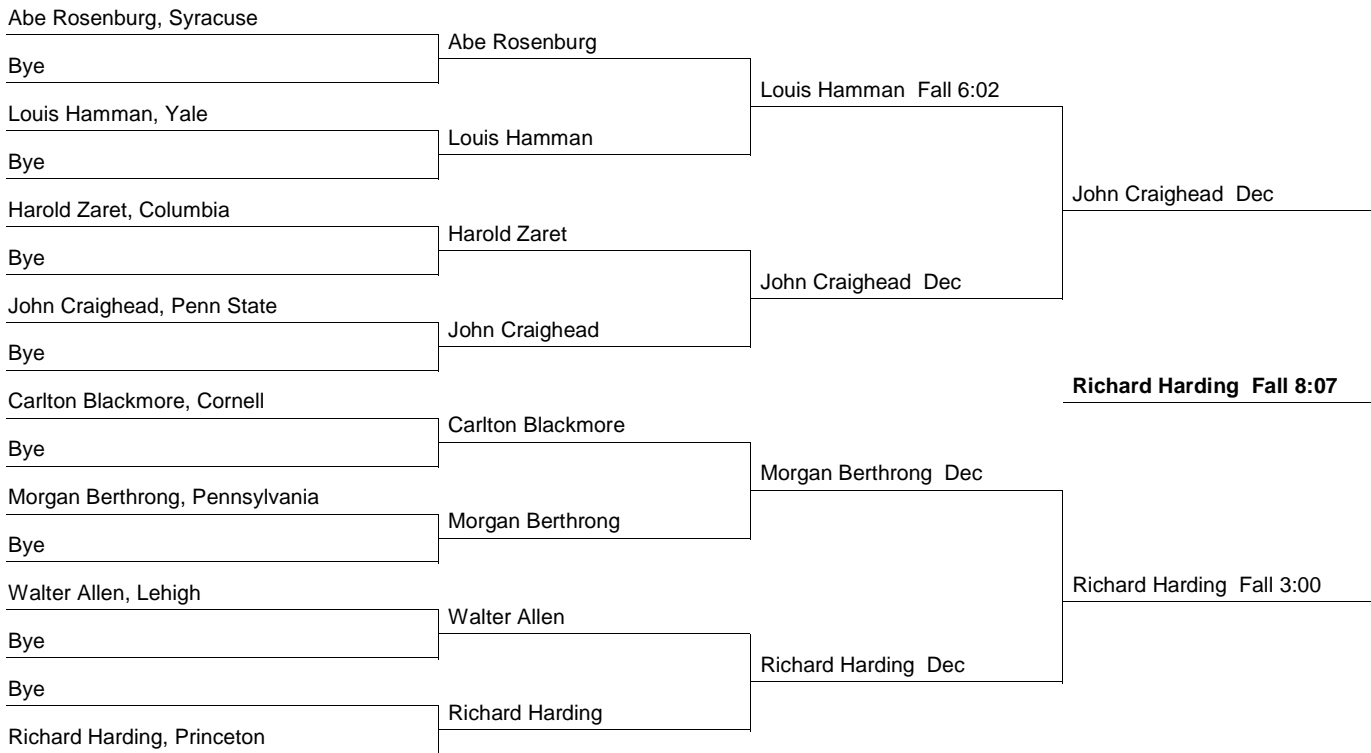 Abe Rosenburg, Syracuse
Bye
Louis Hamman, Yale
Bye
Harold Zaret, Columbia
Bye
John Craighead, Penn State
Bye
Carlton Blackmore, Cornell
Bye
Morgan Berthrong, Pennsylvania
Bye
Walter Allen, Lehigh
Bye
Bye
Richard Harding, Princeton
Abe Rosenburg
Louis Hamman
Harold Zaret
John Craighead
Carlton Blackmore
Morgan Berthrong
Walter Allen
Richard Harding
Louis Hamman Fall 6:02
John Craighead Dec
Morgan Berthrong Dec
Richard Harding Dec
John Craighead Dec
Richard Harding Fall 8:07
Richard Harding Fall 3:00